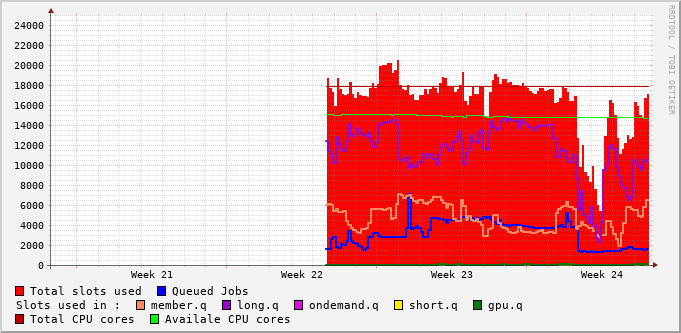 24000
22000
20000
18000
16000
14000
12000
10000
8000
6000
4000
2000
0
Week 21 Week 22 Week 23 Week 24
RRDTOOL / TOBI OETIKER
Total slots used Queued Jobs
Slots used in : member.q long.q ondemand.q short.q gpu.q
Total CPU cores Availale CPU cores